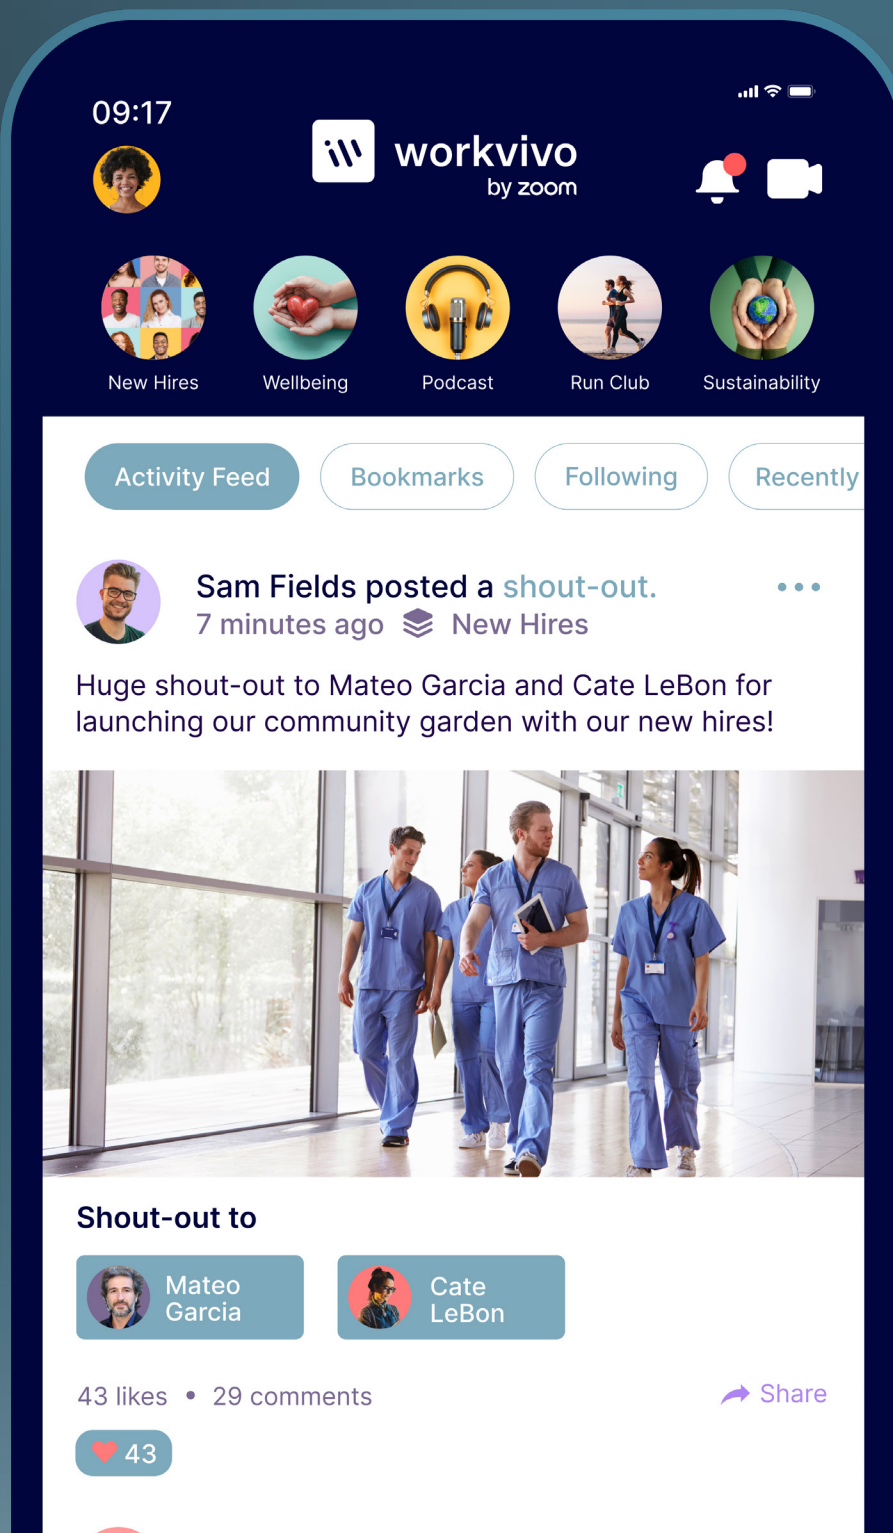 09:17
workvivo
by zoom
New Hires
Wellbeing
Podcast
Run Club
Sustainability
Activity Feed
Bookmarks
Following
Recently
Sam Fields posted a shout-out.
7 minutes ago New Hires
Huge shout-out to Mateo Garcia and Cate LeBon for
launching our community garden with our new hires!
Shout-out to
Mateo
Garcia
Cate
LeBon
43 likes • 29 comments
Share
43